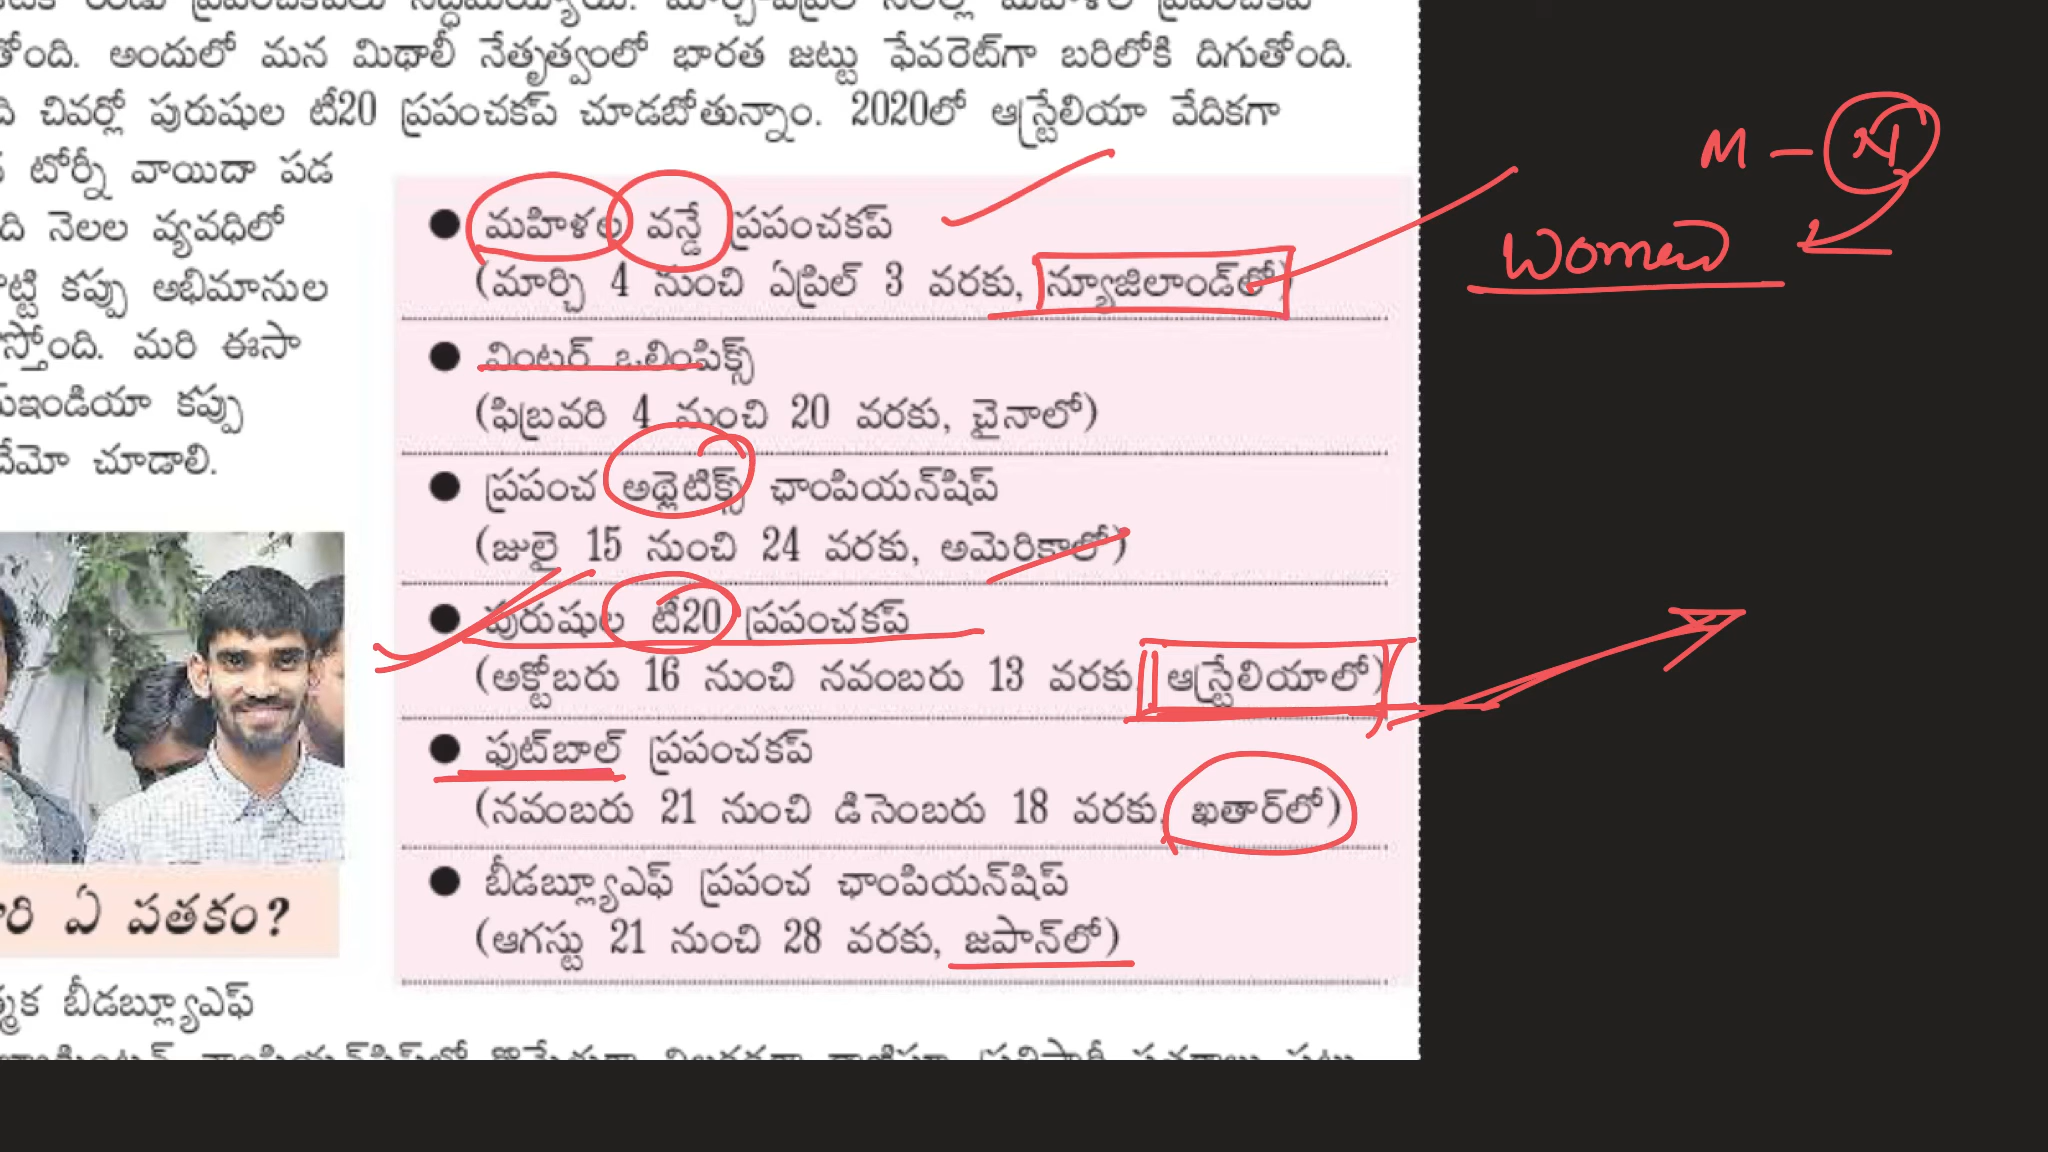 తోంది. అందులో మన మిథాలీ నేతృత్వంలో భారత జట్టు ఫేవరెట్‌గా బరిలోకి దిగుతోంది.
చివర్లో పురుషుల టీ20 ప్రపంచకప్ చూడబోతున్నాం. 2020లో ఆస్ట్రేలియా వేదికగా
టోర్నీ వాయిదా పడ
నెలల వ్యవధిలో
కప్పు అభిమానుల
స్తోంది. మరి ఈసా
ఇండియా కప్పు
దేమో చూడాలి.
M -
Women
● మహిళల వన్డే ప్రపంచకప్
(మార్చి 4 నుంచి ఏప్రిల్ 3 వరకు, న్యూజిలాండ్‌లో)
● వింటర్ ఒలింపిక్స్
(ఫిబ్రవరి 4 నుంచి 20 వరకు, చైనాలో)
● ప్రపంచ అథ్లెటిక్స్ ఛాంపియన్‌షిప్
(జులై 15 నుంచి 24 వరకు, అమెరికాలో)
● పురుషుల టీ20 ప్రపంచకప్
(అక్టోబరు 16 నుంచి నవంబరు 13 వరకు, ఆస్ట్రేలియాలో)
● ఫుట్‌బాల్ ప్రపంచకప్
(నవంబరు 21 నుంచి డిసెంబరు 18 వరకు, ఖతార్‌లో)
● బీడబ్ల్యూఎఫ్ ప్రపంచ ఛాంపియన్‌షిప్
(ఆగస్టు 21 నుంచి 28 వరకు, జపాన్‌లో)
ఏ పతకం?
బీడబ్ల్యూఎఫ్